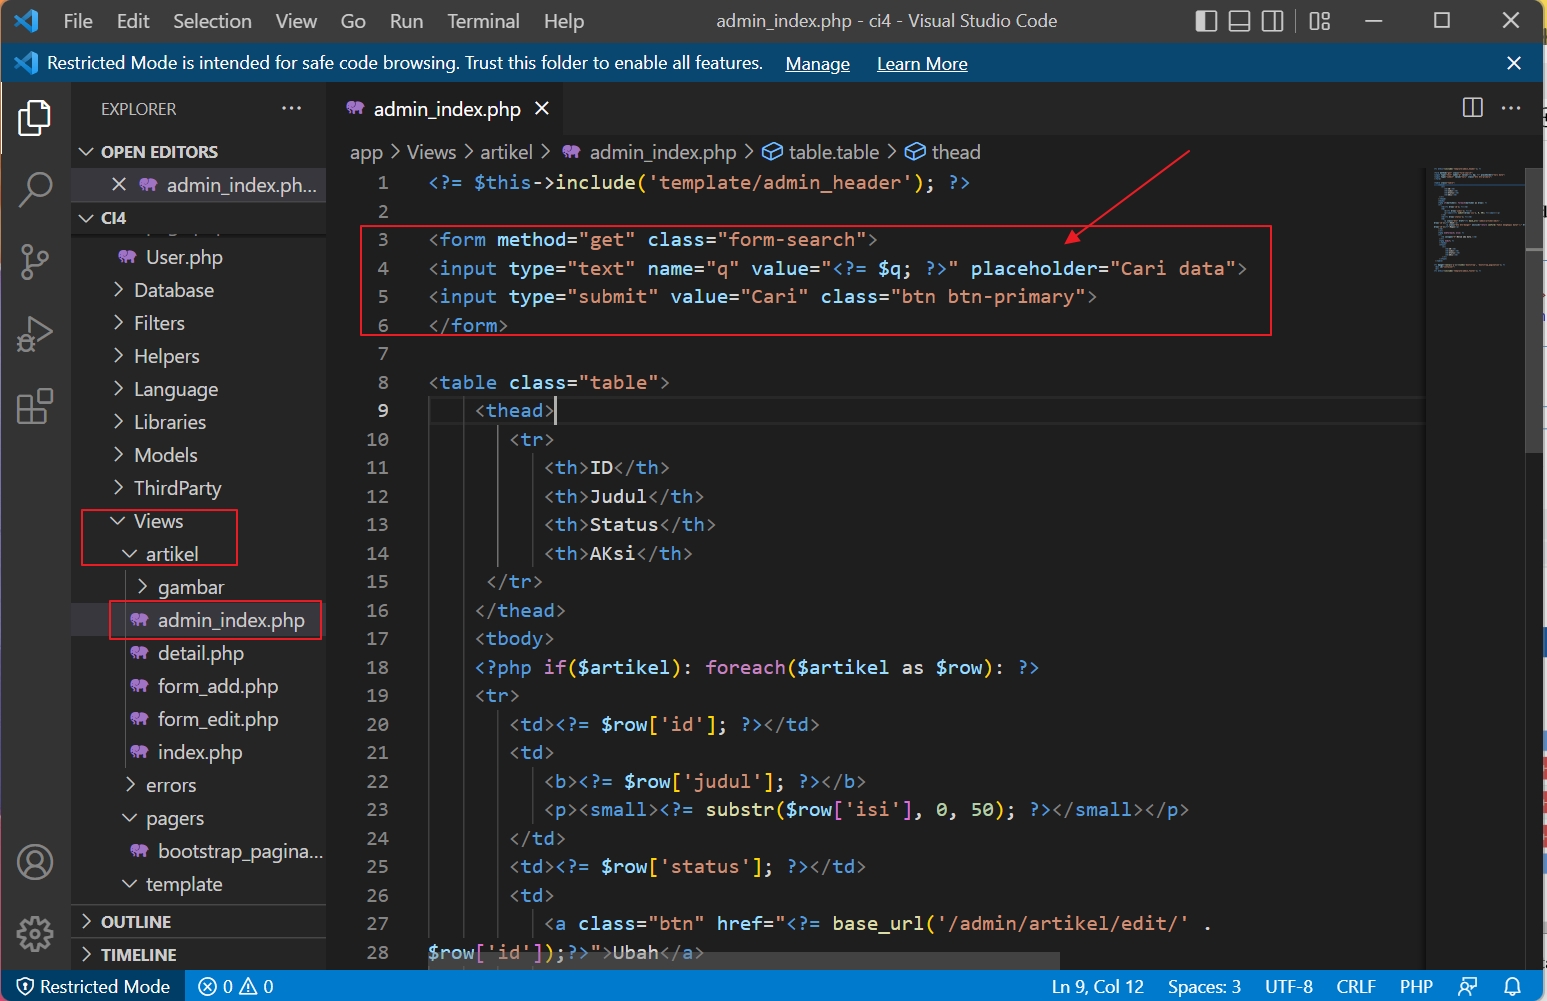 File Edit Selection View Go Run Terminal Help admin_index.php - ci4 - Visual Studio Code
Restricted Mode is intended for safe code browsing. Trust this folder to enable all features. Manage Learn More
EXPLORER
OPEN EDITORS
admin_index.ph...
CI4
User.php
Database
Filters
Helpers
Language
Libraries
Models
ThirdParty
Views
artikel
gambar
admin_index.php
detail.php
form_add.php
form_edit.php
index.php
errors
pagers
bootstrap_pagina...
template
OUTLINE
TIMELINE
admin_index.php
app > Views > artikel > admin_index.php > table.table > thead
1 <?= $this->include('template/admin_header'); ?>
2
3 <form method="get" class="form-search">
4 <input type="text" name="q" value="<?= $q; ?>" placeholder="Cari data">
5 <input type="submit" value="Cari" class="btn btn-primary">
6 </form>
7
8 <table class="table">
9 <thead>
10 <tr>
11 <th>ID</th>
12 <th>Judul</th>
13 <th>Status</th>
14 <th>AKsi</th>
15 </tr>
16 </thead>
17 <tbody>
18 <?php if($artikel): foreach($artikel as $row): ?>
19 <tr>
20 <td><?= $row['id']; ?></td>
21 <td>
22 <b><?= $row['judul']; ?></b>
23 <p><small><?= substr($row['isi'], 0, 50); ?></small></p>
24 </td>
25 <td><?= $row['status']; ?></td>
26 <td>
27 <a class="btn" href="<?= base_url('/admin/artikel/edit/' .
28 $row['id']);?>">Ubah</a>
Restricted Mode 0 0 Ln 9, Col 12 Spaces: 3 UTF-8 CRLF PHP